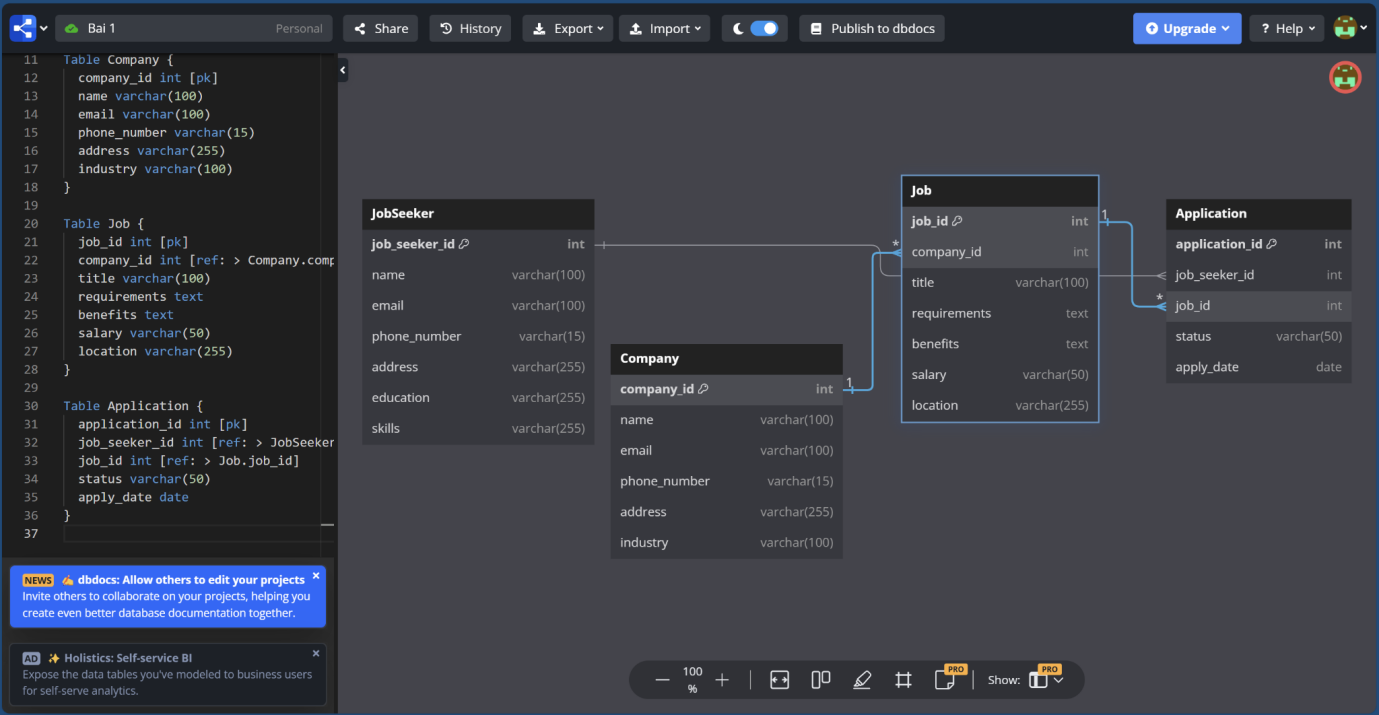 Bai 1
Personal
Share
History
Export
Import
Publish to dbdocs
Upgrade
? Help
11 Table Company {
12 company_id int [pk]
13 name varchar(100)
14 email varchar(100)
15 phone_number varchar(15)
16 address varchar(255)
17 industry varchar(100)
18 }
19
20 Table Job {
21 job_id int [pk]
22 company_id int [ref: > Company.comp
23 title varchar(100)
24 requirements text
25 benefits text
26 salary varchar(50)
27 location varchar(255)
28 }
29
30 Table Application {
31 application_id int [pk]
32 job_seeker_id int [ref: > JobSeeker
33 job_id int [ref: > Job.job_id]
34 status varchar(50)
35 apply_date date
36 }
37
NEWS ✍️ dbdocs: Allow others to edit your projects
Invite others to collaborate on your projects, helping you
create even better database documentation together.
AD ✨ Holistics: Self-service BI
Expose the data tables you've modeled to business users
for self-serve analytics.
JobSeeker
job_seeker_id int
name varchar(100)
email varchar(100)
phone_number varchar(15)
address varchar(255)
education varchar(255)
skills varchar(255)
Company
company_id int
name varchar(100)
email varchar(100)
phone_number varchar(15)
address varchar(255)
industry varchar(100)
1
*
Job
job_id int
company_id int
title varchar(100)
requirements text
benefits text
salary varchar(50)
location varchar(255)
1
*
Application
application_id int
job_seeker_id int
job_id int
status varchar(50)
apply_date date
100
%
PRO
Show:
PRO